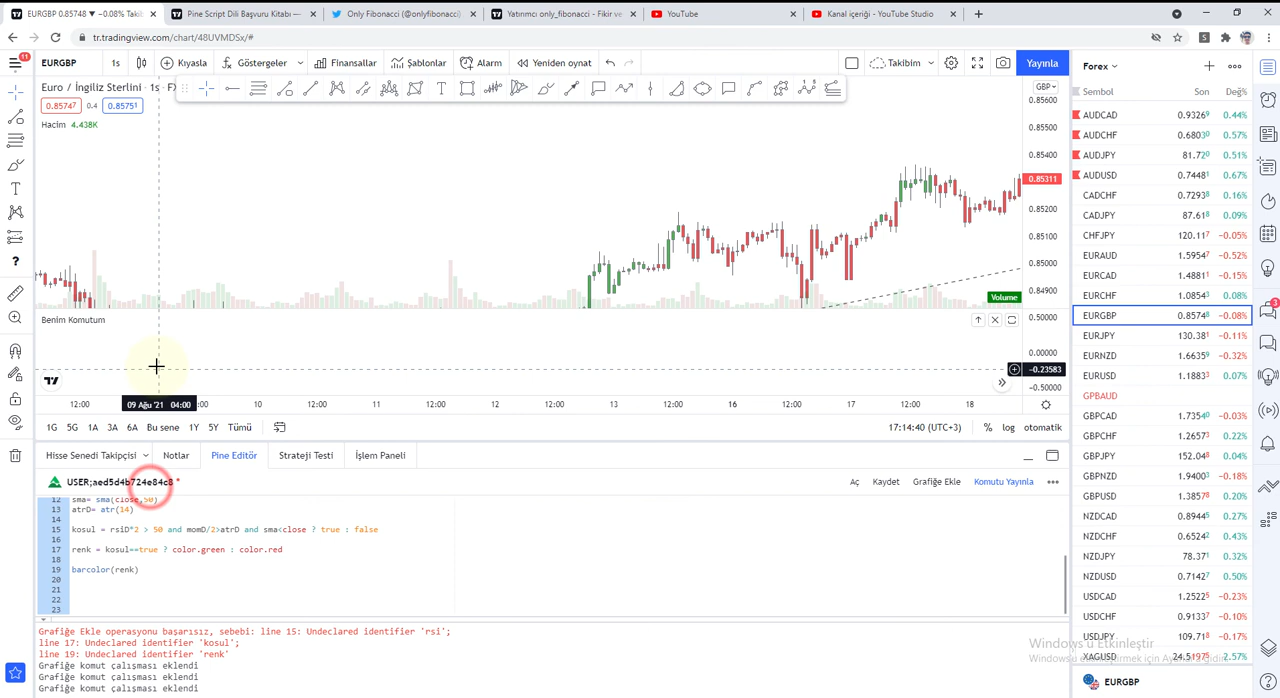 EURGBP 0.85748 ▼ −0.08% Takib
Pine Script Dili Başvuru Kitabı —
Only Fibonacci (@onlyfibonacci)
Yatırımcı only_fibonacci - Fikir ve
YouTube
Kanal içeriği - YouTube Studio
tr.tradingview.com/chart/48UVMDSx/#
11
EURGBP
1s
Kıyasla
Göstergeler
Finansallar
Şablonlar
Alarm
Yeniden oynat
Takibim
Yayınla
Forex
Euro / İngiliz Sterlini · 1s · FX
GBP
0.85747
0.4
0.85751
Hacim 4.438K
0.85600
0.85500
0.85400
0.85311
0.85200
0.85100
0.85000
0.84900
Volume
Benim Komutum
0.50000
0.00000
-0.23583
-0.50000
12:00
09 Ağu '21 04:00
:00
10
12:00
11
12:00
12
12:00
13
12:00
16
12:00
17
12:00
18
1G
5G
1A
3A
6A
Bu sene
1Y
5Y
Tümü
17:14:40 (UTC+3)
%
log
otomatik
Hisse Senedi Takipçisi
Notlar
Pine Editör
Strateji Testi
İşlem Paneli
USER;aed5d4b724e84c8 *
Aç
Kaydet
Grafiğe Ekle
Komutu Yayınla
12 sma= sma(close,50)
13 atrD= atr(14)
14
15 kosul = rsiD*2 > 50 and momD/2>atrD and sma<close ? true : false
16
17 renk = kosul==true ? color.green : color.red
18
19 barcolor(renk)
20
21
22
23
Grafiğe Ekle operasyonu başarısız, sebebi: line 15: Undeclared identifier 'rsi';
line 17: Undeclared identifier 'kosul';
line 19: Undeclared identifier 'renk'
Grafiğe komut çalışması eklendi
Grafiğe komut çalışması eklendi
Grafiğe komut çalışması eklendi
Sembol
Son
Değ%
AUDCAD 0.93269 0.44%
AUDCHF 0.68030 0.57%
AUDJPY 81.720 0.51%
AUDUSD 0.74481 0.67%
CADCHF 0.72938 0.16%
CADJPY 87.618 0.09%
CHFJPY 120.117 −0.05%
EURAUD 1.59547 −0.52%
EURCAD 1.48811 −0.15%
EURCHF 1.08543 0.08%
EURGBP 0.85748 −0.08%
EURJPY 130.381 −0.11%
EURNZD 1.66359 −0.32%
EURUSD 1.18833 0.07%
GBPAUD
GBPCAD 1.73540 −0.03%
GBPCHF 1.26573 0.22%
GBPJPY 152.048 0.04%
GBPNZD 1.94003 −0.18%
GBPUSD 1.38578 0.20%
NZDCAD 0.89445 0.27%
NZDCHF 0.65242 0.43%
NZDJPY 78.371 0.32%
NZDUSD 0.71427 0.50%
USDCAD 1.25225 −0.23%
USDCHF 0.91337 −0.10%
USDJPY 109.718 −0.17%
XAGUSD 24.5197 2.57%
3
Windows'u Etkinleştir
EURGBP